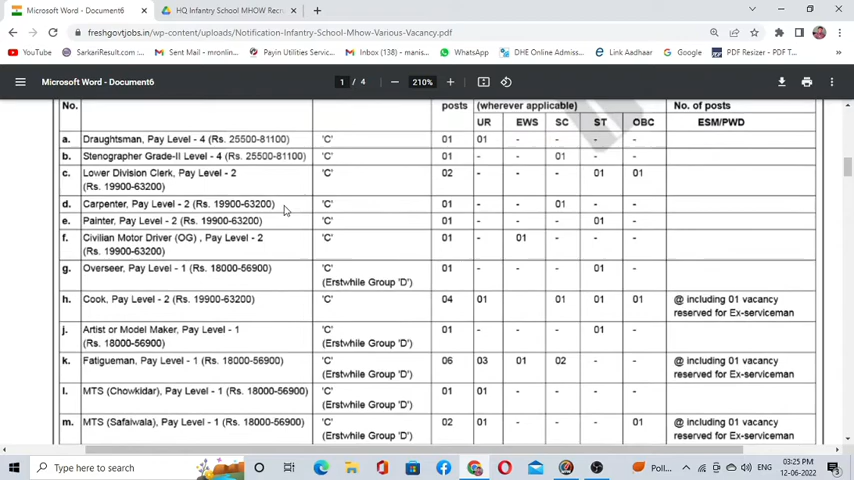 Microsoft Word - Document6
HQ Infantry School MHOW Recru
freshgovtjobs.in/wp-content/uploads/Notification-Infantry-School-Mhow-Various-Vacancy.pdf
YouTube SarkariResult.com Sent Mail - mronlin... Payin Utilities Servic... Inbox (138) - manis... WhatsApp DHE Online Admiss... Link Aadhaar Google PDF Resizer - Test D... PDF Tools
Microsoft Word - Document6 1 / 4 210%
No. posts (wherever applicable) No. of posts
UR EWS SC ST OBC ESM/PWD
a. Draughtsman, Pay Level - 4 (Rs. 25500-81100) 'C' 01 01 - - - -
b. Stenographer Grade-II Level - 4 (Rs. 25500-81100) 'C' 01 - - 01 - -
c. Lower Division Clerk, Pay Level - 2 'C' 02 - - - 01 01
(Rs. 19900-63200)
d. Carpenter, Pay Level - 2 (Rs. 19900-63200) 'C' 01 - - 01 - -
e. Painter, Pay Level - 2 (Rs. 19900-63200) 'C' 01 - - - 01 -
f. Civilian Motor Driver (OG) , Pay Level - 2 'C' 01 - 01 - - -
(Rs. 19900-63200)
g. Overseer, Pay Level - 1 (Rs. 18000-56900) 'C' 01 - - - 01 -
(Erstwhile Group 'D')
h. Cook, Pay Level - 2 (Rs. 19900-63200) 'C' 04 01 01 01 01 @ including 01 vacancy
reserved for Ex-serviceman
j. Artist or Model Maker, Pay Level - 1 'C' 01 - - - 01 -
(Rs. 18000-56900) (Erstwhile Group 'D')
k. Fatigueman, Pay Level - 1 (Rs. 18000-56900) 'C' 06 03 01 02 - - @ including 01 vacancy
(Erstwhile Group 'D') reserved for Ex-serviceman
l. MTS (Chowkidar), Pay Level - 1 (Rs. 18000-56900) 'C' 01 01 - - - -
(Erstwhile Group 'D')
m. MTS (Safaiwala), Pay Level - 1 (Rs. 18000-56900) 'C' 02 01 - - - 01 @ including 01 vacancy
(Erstwhile Group 'D') reserved for Ex-serviceman
Type here to search Poll... ENG 03:25 PM
12-06-2022